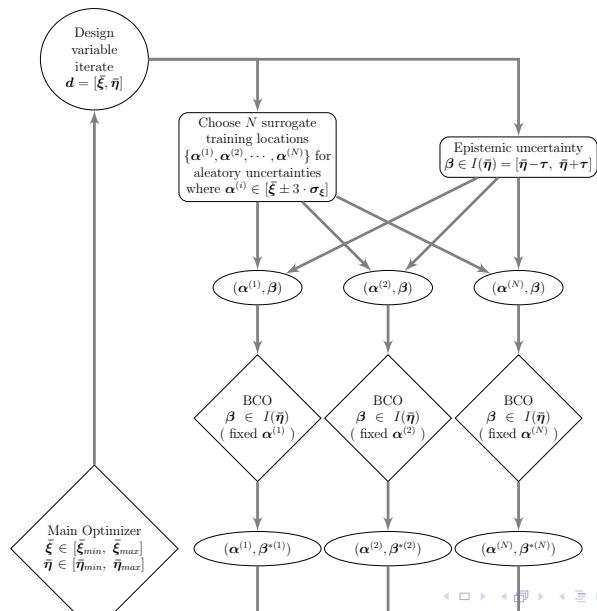 Design
variable
iterate
d = [ξ̄, η̄]
Choose N surrogate
training locations
{α⁽¹⁾, α⁽²⁾, ⋯ , α⁽ᴺ⁾} for
aleatory uncertainties
where α⁽ⁱ⁾ ∈ [ξ̄ ± 3 · σ_ξ]
Epistemic uncertainty
β ∈ I(η̄) = [η̄−τ, η̄+τ]
(α⁽¹⁾, β)
(α⁽²⁾, β)
(α⁽ᴺ⁾, β)
BCO
β ∈ I(η̄)
( fixed α⁽¹⁾ )
BCO
β ∈ I(η̄)
( fixed α⁽²⁾ )
BCO
β ∈ I(η̄)
( fixed α⁽ᴺ⁾ )
Main Optimizer
ξ̄ ∈ [ξ̄_min, ξ̄_max]
η̄ ∈ [η̄_min, η̄_max]
(α⁽¹⁾, β*⁽¹⁾)
(α⁽²⁾, β*⁽²⁾)
(α⁽ᴺ⁾, β*⁽ᴺ⁾)